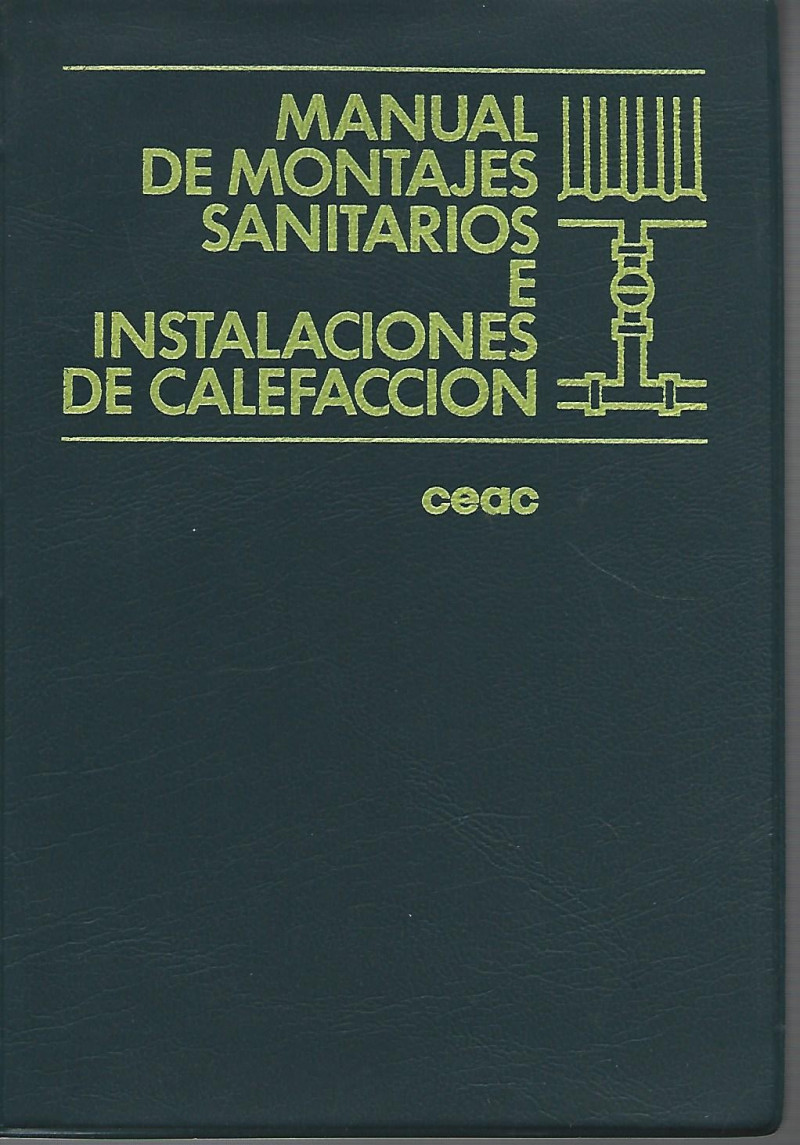 MANUAL
DE MONTAJES
SANITARIOS
E
INSTALACIONES
DE CALEFACCION
ceac